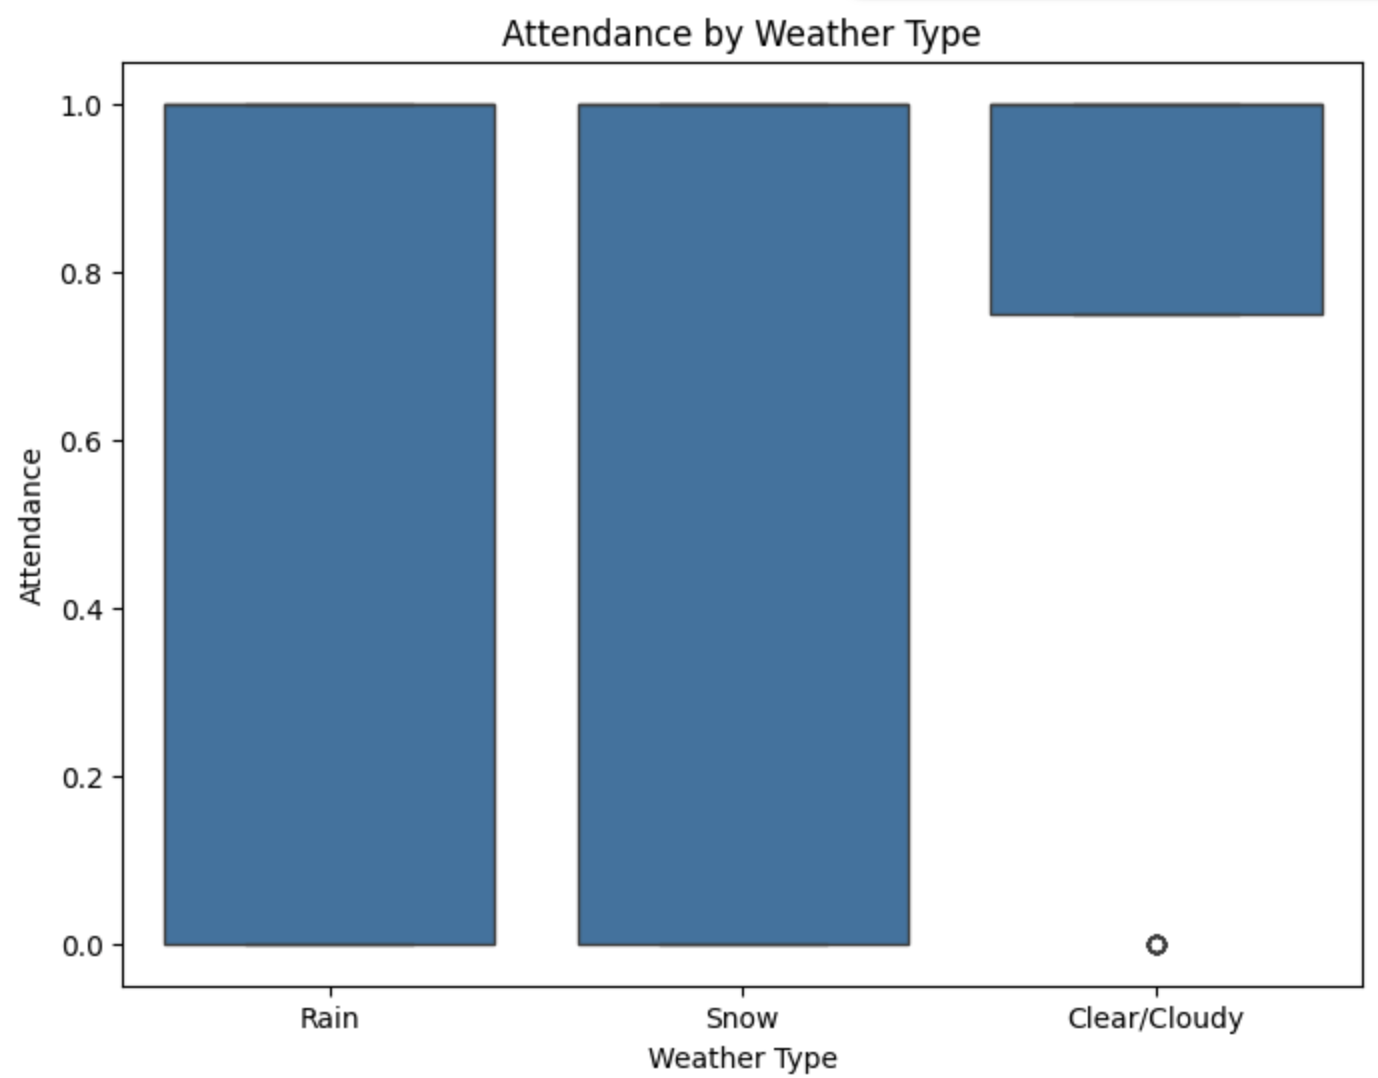 Attendance by Weather Type
Attendance
1.0
0.8
0.6
0.4
0.2
0.0
Rain Snow Clear/Cloudy
Weather Type